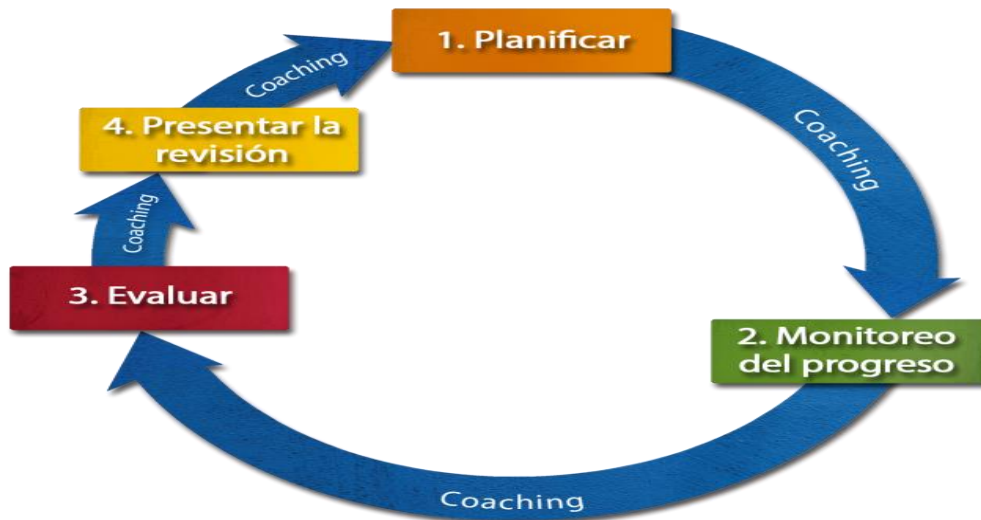 1. Planificar
Coaching
2. Monitoreo
del progreso
Coaching
3. Evaluar
Coaching
4. Presentar la
revisión
Coaching